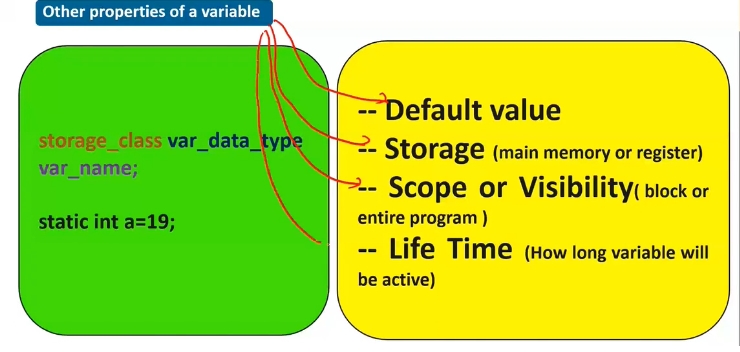 Other properties of a variable
storage_class var_data_type
var_name;
static int a=19;
-- Default value
-- Storage (main memory or register)
-- Scope or Visibility( block or
entire program )
-- Life Time (How long variable will
be active)